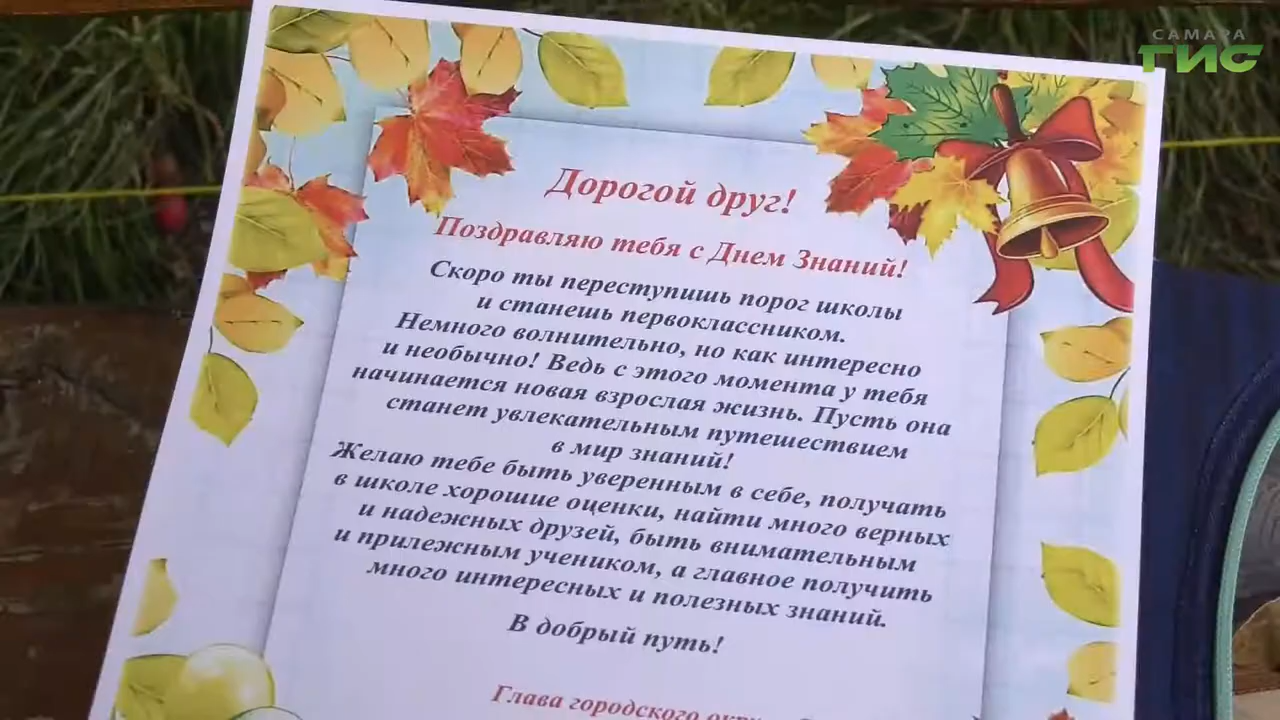 САМАРА
ГИС
Дорогой друг!
Поздравляю тебя с Днем Знаний!
Скоро ты переступишь порог школы
и станешь первоклассником.
Немного волнительно, но как интересно
и необычно! Ведь с этого момента у тебя
начинается новая взрослая жизнь. Пусть она
станет увлекательным путешествием
в мир знаний!
Желаю тебе быть уверенным в себе, получать
в школе хорошие оценки, найти много верных
и надежных друзей, быть внимательным
и прилежным учеником, а главное получить
много интересных и полезных знаний.
В добрый путь!
Глава городского